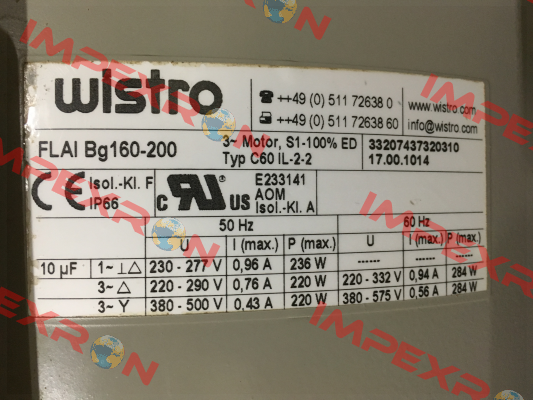 wistro
☎ ++49 (0) 511 72638 0
++49 (0) 511 72638 60
www.wistro.com
info@wistro.com
FLAI Bg160-200
3~ Motor, S1-100% ED
Typ C60 IL-2-2
33207437320310
17.00.1014
CE Isol.-Kl. F
IP66
c RU US
E233141
AOM
Isol.-Kl. A
50 Hz 60 Hz
U I (max.) P (max.) U I (max.) P (max.)
10 µF 1~ ⊥ △ 230 - 277 V 0,96 A 236 W ------ ------ ------
3~ △ 220 - 290 V 0,76 A 220 W 220 - 332 V 0,94 A 284 W
3~ Y 380 - 500 V 0,43 A 220 W 380 - 575 V 0,56 A 284 W
IMPEXRON